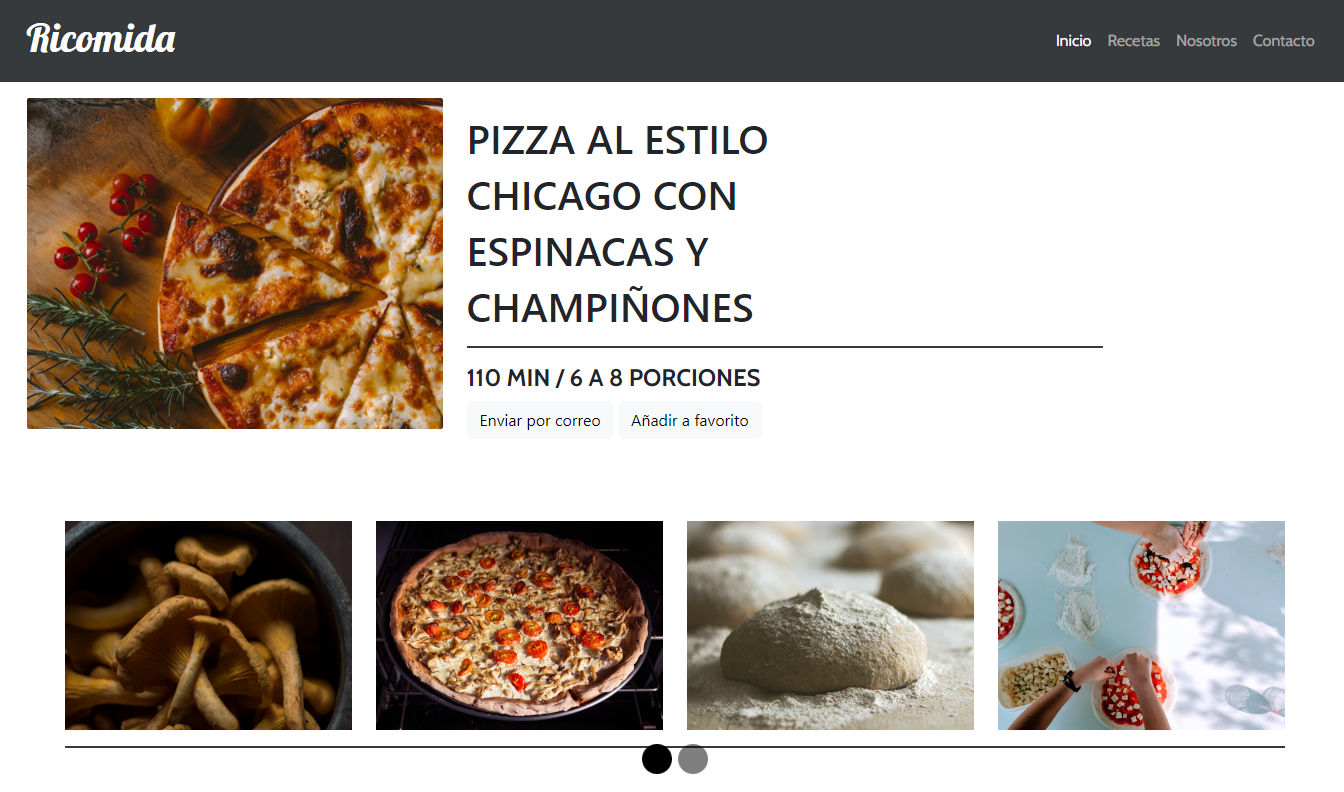 Ricomida
Inicio Recetas Nosotros Contacto
PIZZA AL ESTILO
CHICAGO CON
ESPINACAS Y
CHAMPIÑONES
110 MIN / 6 A 8 PORCIONES
Enviar por correo Añadir a favorito